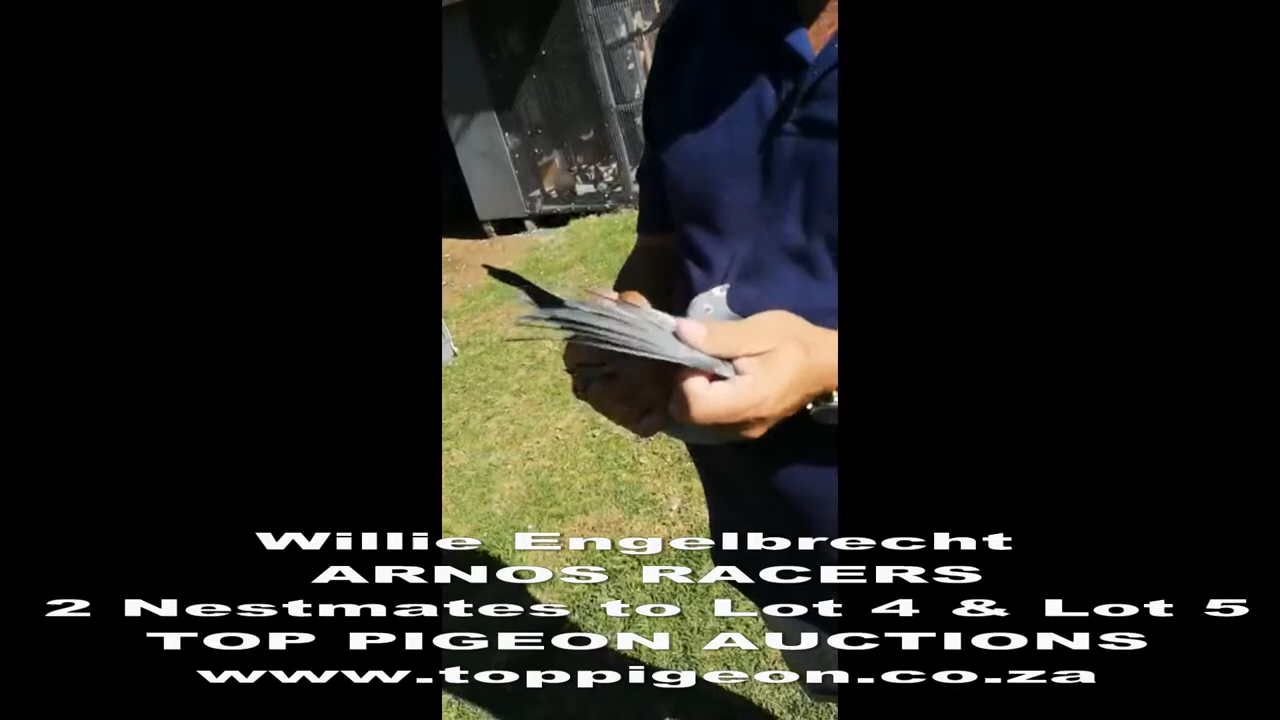 Willie Engelbrecht
ARNOS RACERS
2 Nestmates to Lot 4 & Lot 5
TOP PIGEON AUCTIONS
www.toppigeon.co.za